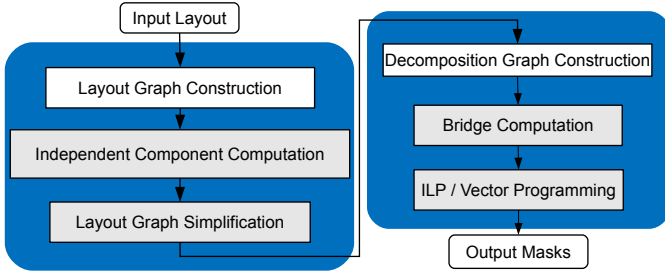 Input Layout
Layout Graph Construction
Independent Component Computation
Layout Graph Simplification
Decomposition Graph Construction
Bridge Computation
ILP / Vector Programming
Output Masks